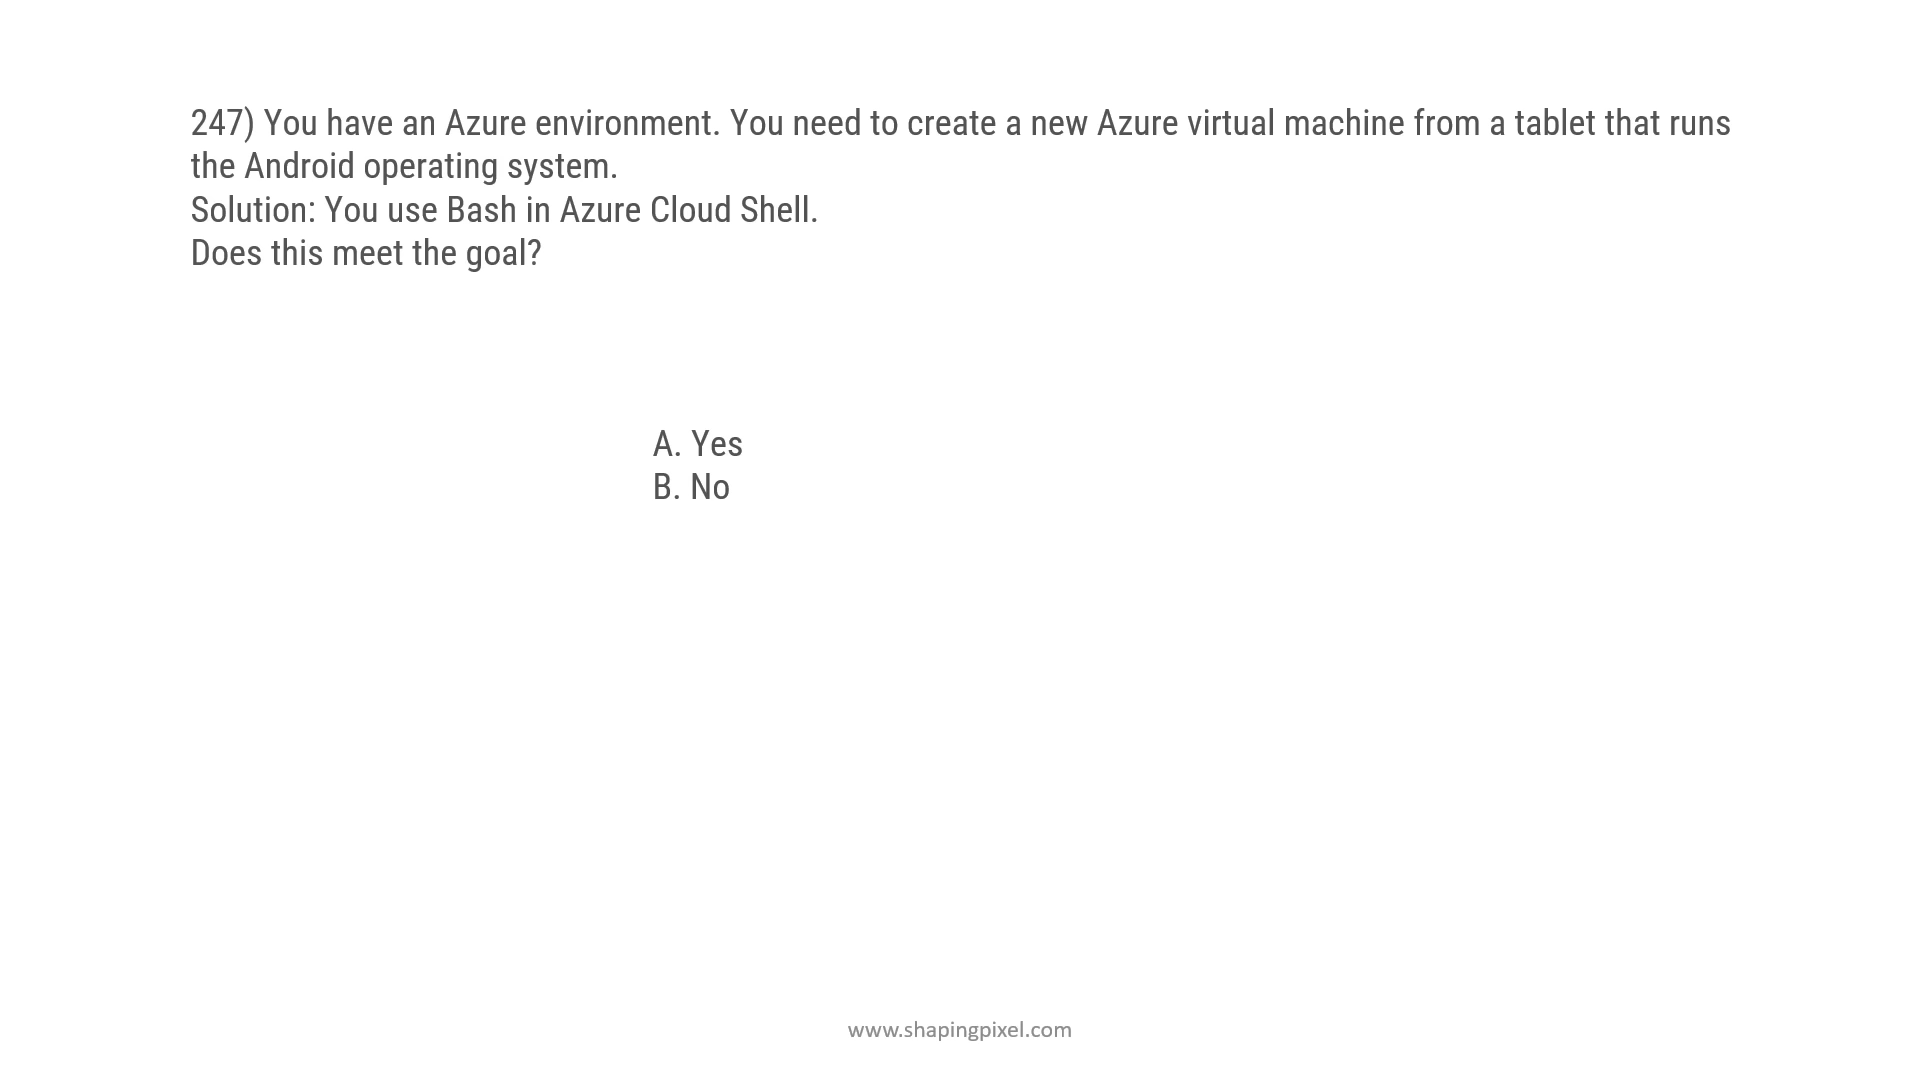 247) You have an Azure environment. You need to create a new Azure virtual machine from a tablet that runs
the Android operating system.
Solution: You use Bash in Azure Cloud Shell.
Does this meet the goal?
A. Yes
B. No
www.shapingpixel.com